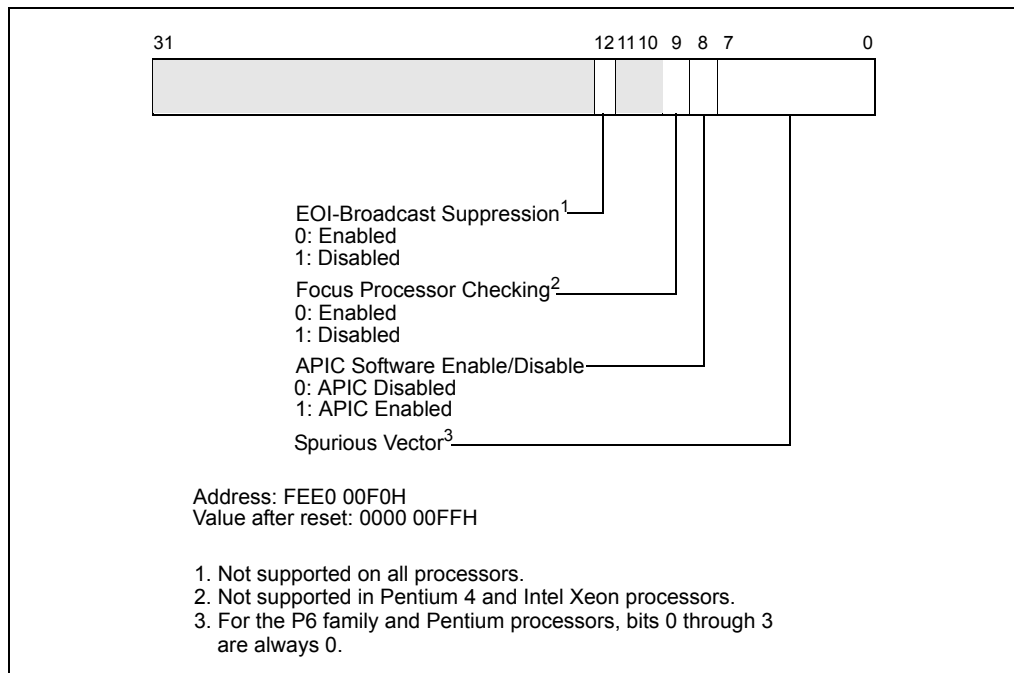 31 12 11 10 9 8 7 0
EOI-Broadcast Suppression1
0: Enabled
1: Disabled
Focus Processor Checking2
0: Enabled
1: Disabled
APIC Software Enable/Disable
0: APIC Disabled
1: APIC Enabled
Spurious Vector3
Address: FEE0 00F0H
Value after reset: 0000 00FFH
1. Not supported on all processors.
2. Not supported in Pentium 4 and Intel Xeon processors.
3. For the P6 family and Pentium processors, bits 0 through 3
are always 0.